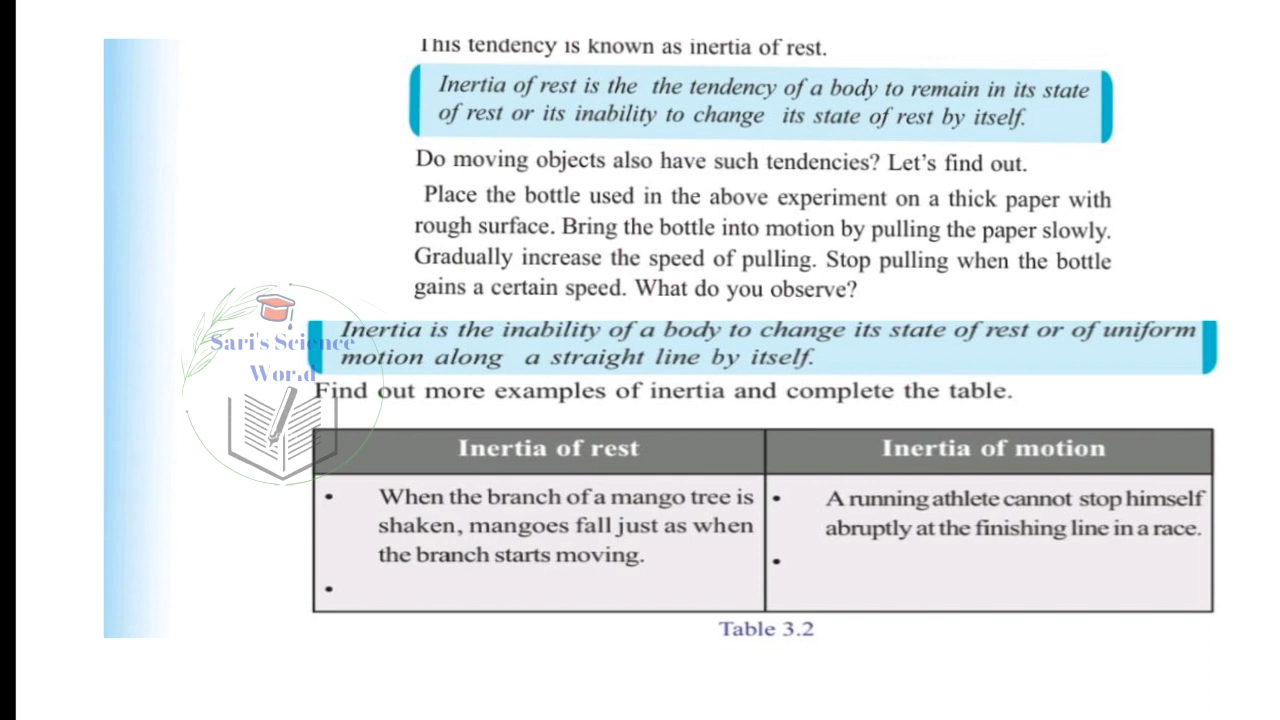 This tendency is known as inertia of rest.
Inertia of rest is the the tendency of a body to remain in its state
of rest or its inability to change its state of rest by itself.
Do moving objects also have such tendencies? Let's find out.
Place the bottle used in the above experiment on a thick paper with
rough surface. Bring the bottle into motion by pulling the paper slowly.
Gradually increase the speed of pulling. Stop pulling when the bottle
gains a certain speed. What do you observe?
Inertia is the inability of a body to change its state of rest or of uniform
motion along a straight line by itself.
Sari's Science
World
Find out more examples of inertia and complete the table.
Inertia of rest
Inertia of motion
• When the branch of a mango tree is
shaken, mangoes fall just as when
the branch starts moving.
•
• A running athlete cannot stop himself
abruptly at the finishing line in a race.
•
Table 3.2